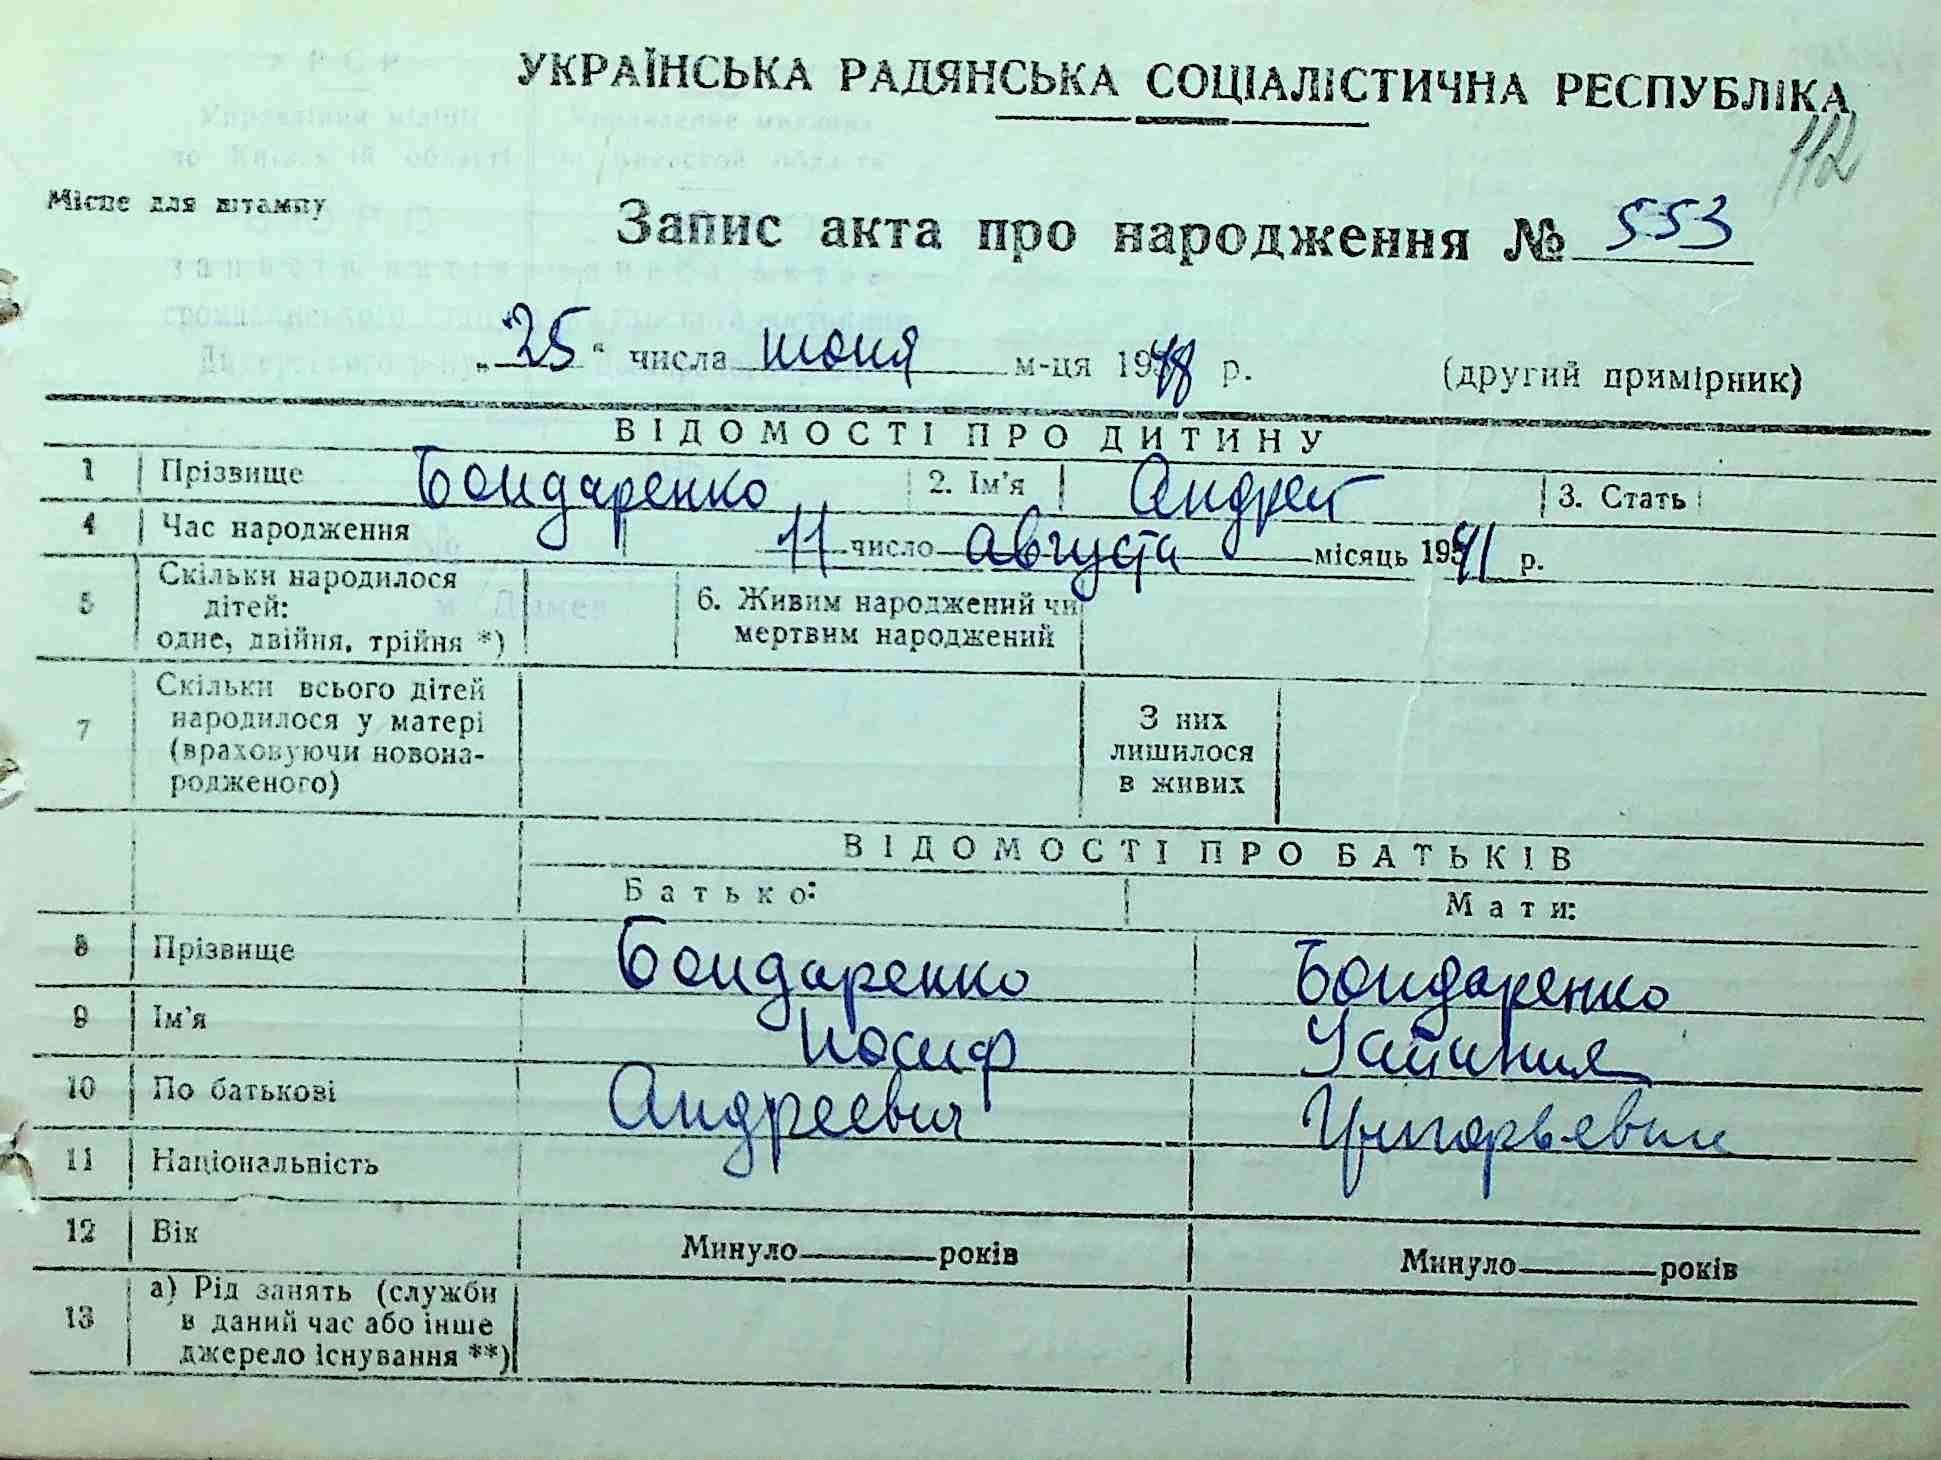 УКРАЇНСЬКА РАДЯНСЬКА СОЦІАЛІСТИЧНА РЕСПУБЛІКА
112
Місце для штампу
Запис акта про народження № 553
„25“ числа июня м-ця 1948 р. (другий примірник)
ВІДОМОСТІ ПРО ДИТИНУ
1 Прізвище Бондаренко 2. Ім'я Андрей 3. Стать
4 Час народження 11 число августа місяць 1941 р.
5 Скільки народилося дітей: одне, двійня, трійня *) 6. Живим народжений чи мертвим народжений
7 Скільки всього дітей народилося у матері (враховуючи новонародженого) З них лишилося в живих
ВІДОМОСТІ ПРО БАТЬКІВ
Батько: Мати:
8 Прізвище Бондаренко Бондаренко
9 Ім'я Иосиф
10 По батькові Андреевич Григорьевна
11 Національність
12 Вік Минуло років Минуло років
13 а) Рід занять (служби в даний час або інше джерело існування **)